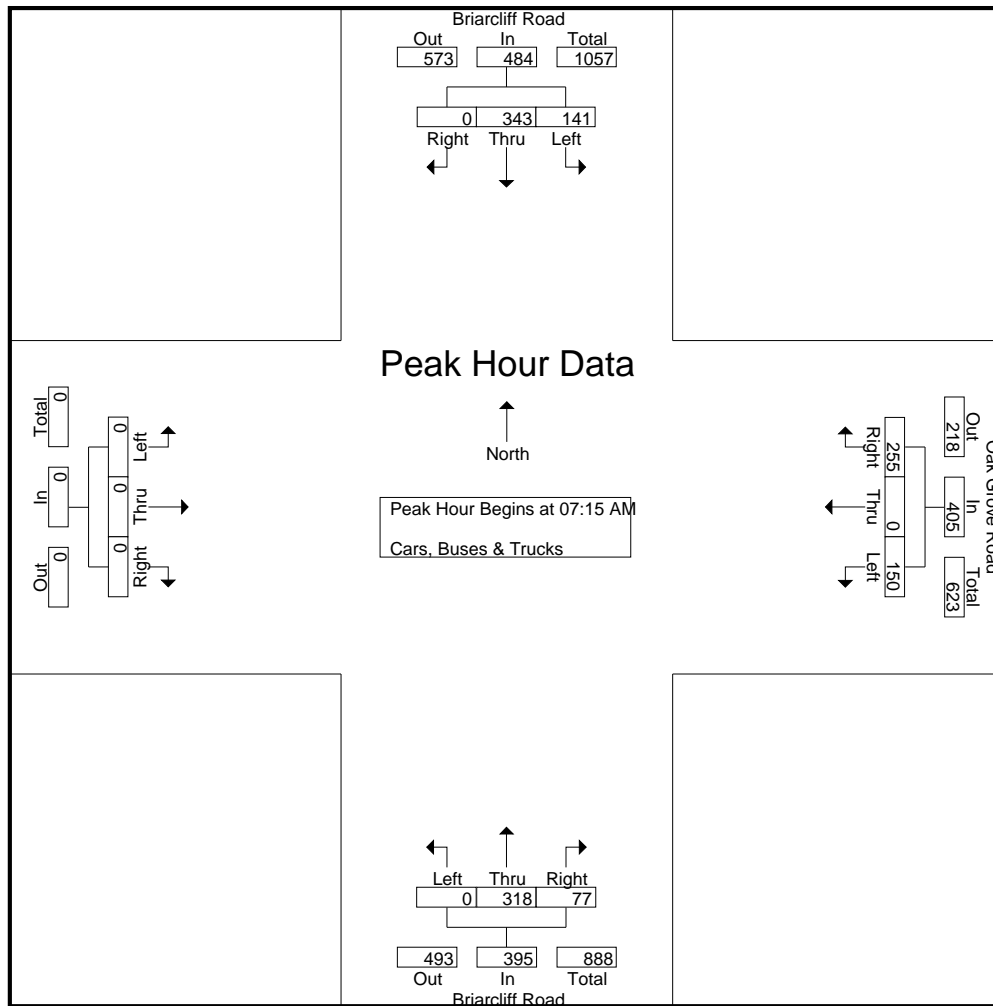 Briarcliff Road
Out In Total
573 484 1057
0 343 141
Right Thru Left
Peak Hour Data
North
Peak Hour Begins at 07:15 AM
Cars, Buses & Trucks
Total In Out
0 0 0
0 0 0
Left Thru Right
Oak Grove Road
Out In Total
218 405 623
255 0 150
Right Thru Left
Left Thru Right
0 318 77
493 395 888
Out In Total
Briarcliff Road